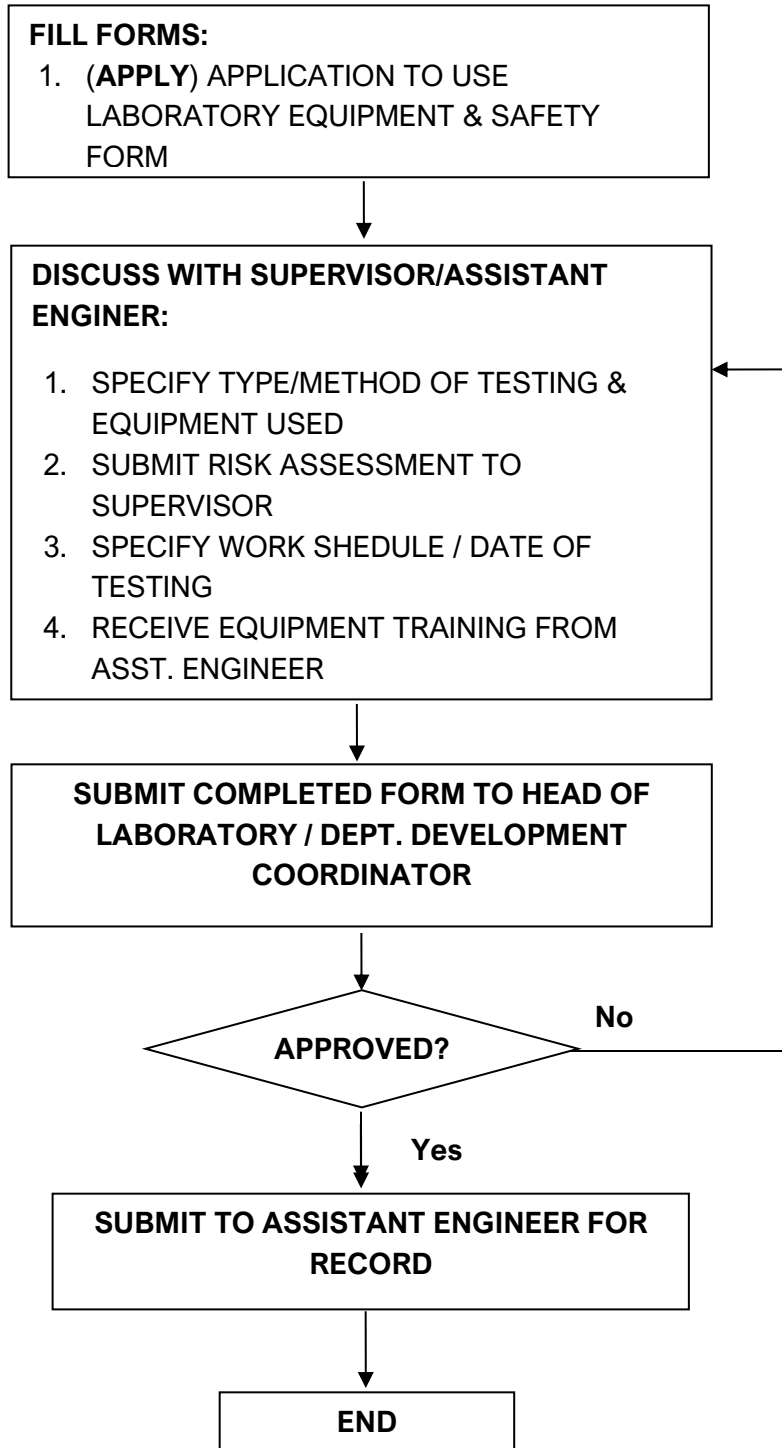 FILL FORMS:
1. (APPLY) APPLICATION TO USE
LABORATORY EQUIPMENT & SAFETY
FORM
DISCUSS WITH SUPERVISOR/ASSISTANT
ENGINER:
1. SPECIFY TYPE/METHOD OF TESTING &
EQUIPMENT USED
2. SUBMIT RISK ASSESSMENT TO
SUPERVISOR
3. SPECIFY WORK SHEDULE / DATE OF
TESTING
4. RECEIVE EQUIPMENT TRAINING FROM
ASST. ENGINEER
SUBMIT COMPLETED FORM TO HEAD OF
LABORATORY / DEPT. DEVELOPMENT
COORDINATOR
No
APPROVED?
Yes
SUBMIT TO ASSISTANT ENGINEER FOR
RECORD
END